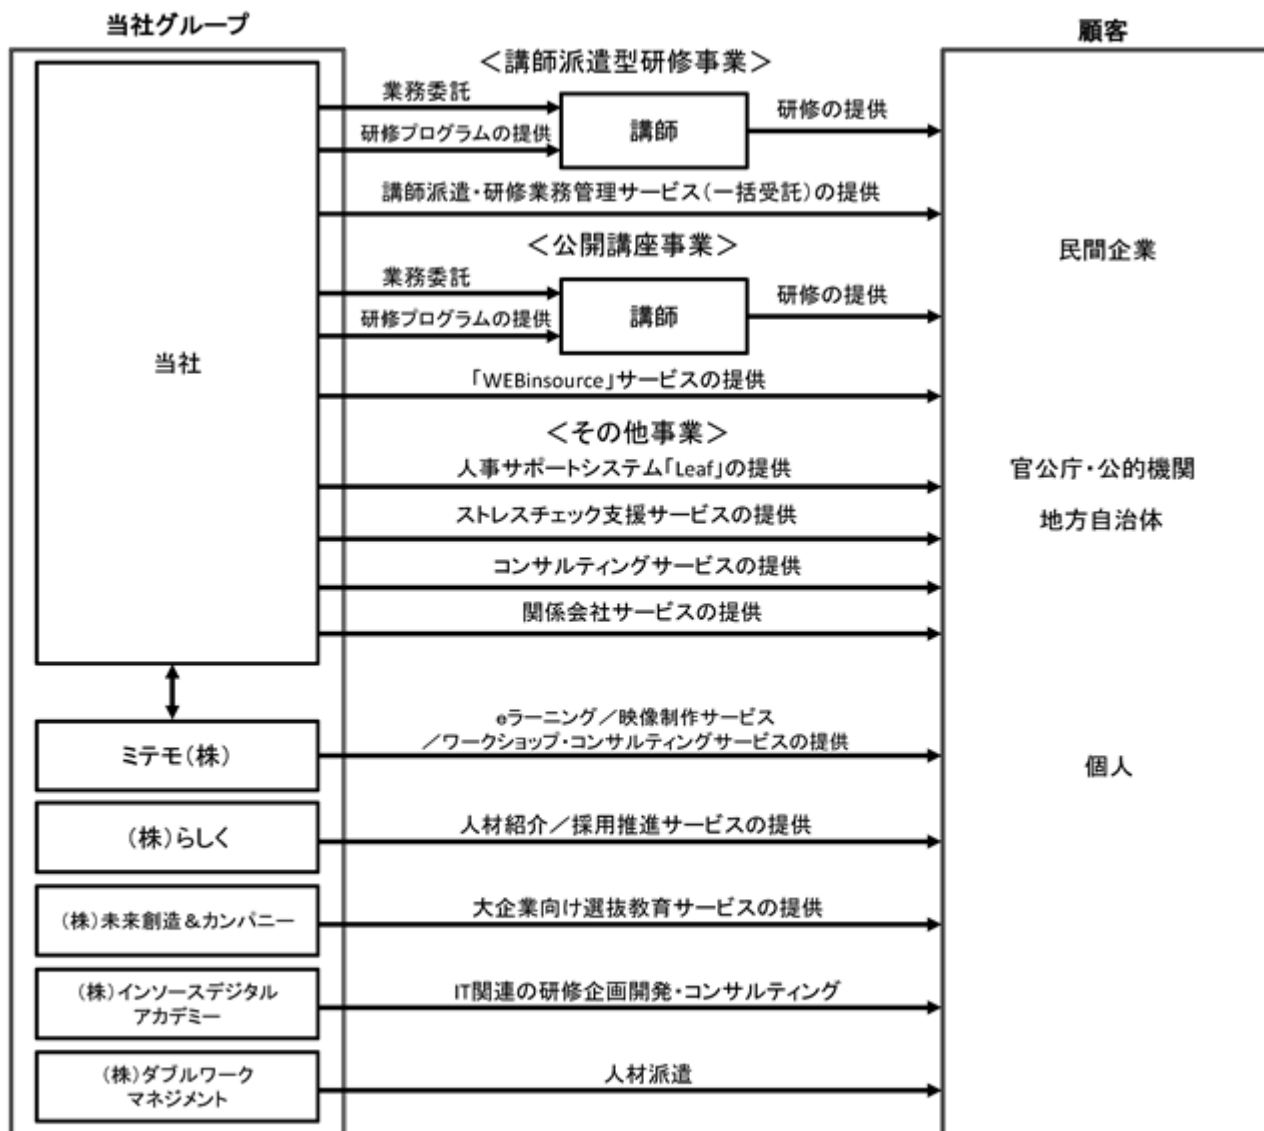 当社グループ
顧客
＜講師派遣型研修事業＞
業務委託
研修プログラムの提供
講師
研修の提供
講師派遣・研修業務管理サービス（一括受託）の提供
＜公開講座事業＞
業務委託
研修プログラムの提供
講師
研修の提供
当社
「WEBinsource」サービスの提供
＜その他事業＞
人事サポートシステム「Leaf」の提供
ストレスチェック支援サービスの提供
コンサルティングサービスの提供
関係会社サービスの提供
民間企業
官公庁・公的機関
地方自治体
個人
ミテモ（株）
eラーニング／映像制作サービス
／ワークショップ・コンサルティングサービスの提供
（株）らしく
人材紹介／採用推進サービスの提供
（株）未来創造＆カンパニー
大企業向け選抜教育サービスの提供
（株）インソースデジタル
アカデミー
IT関連の研修企画開発・コンサルティング
（株）ダブルワーク
マネジメント
人材派遣